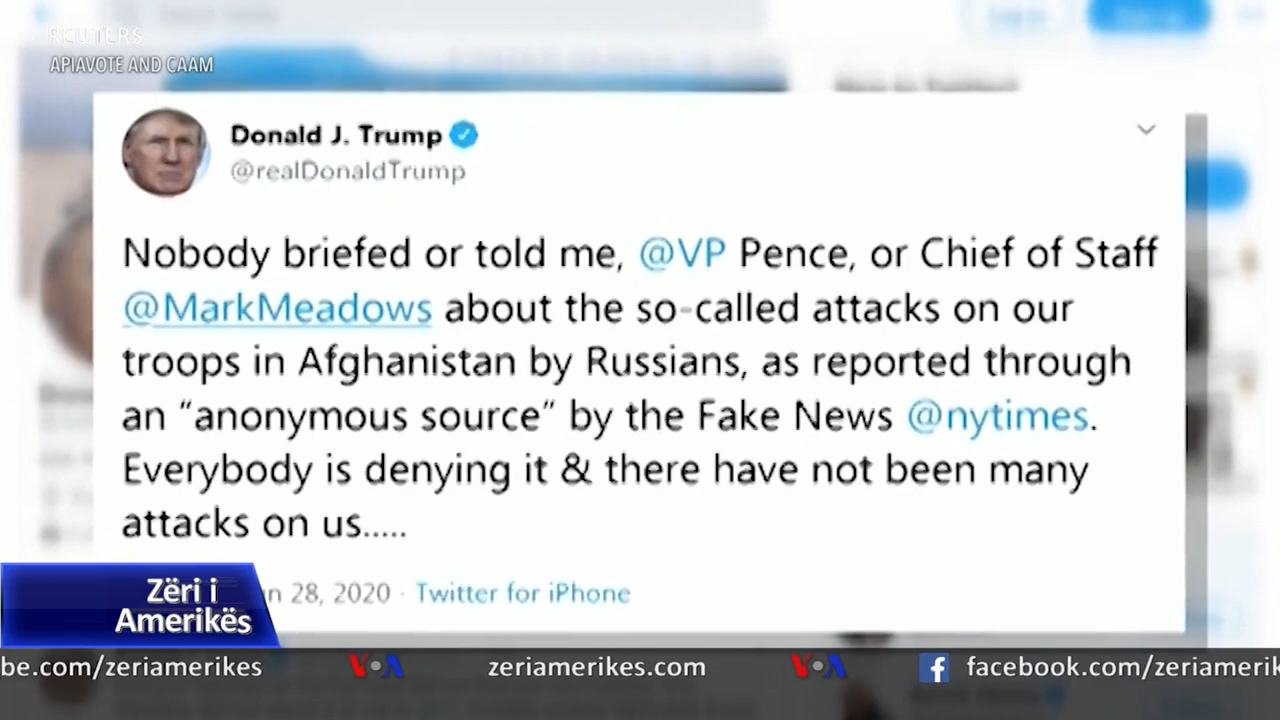 REUTERS
APIAVOTE AND CAAM
Donald J. Trump
@realDonaldTrump
Nobody briefed or told me, @VP Pence, or Chief of Staff
@MarkMeadows about the so-called attacks on our
troops in Afghanistan by Russians, as reported through
an “anonymous source” by the Fake News @nytimes.
Everybody is denying it & there have not been many
attacks on us.....
n 28, 2020 · Twitter for iPhone
Zëri i
Amerikës
be.com/zeriamerikes VOA zeriamerikes.com VOA f facebook.com/zeriamerik